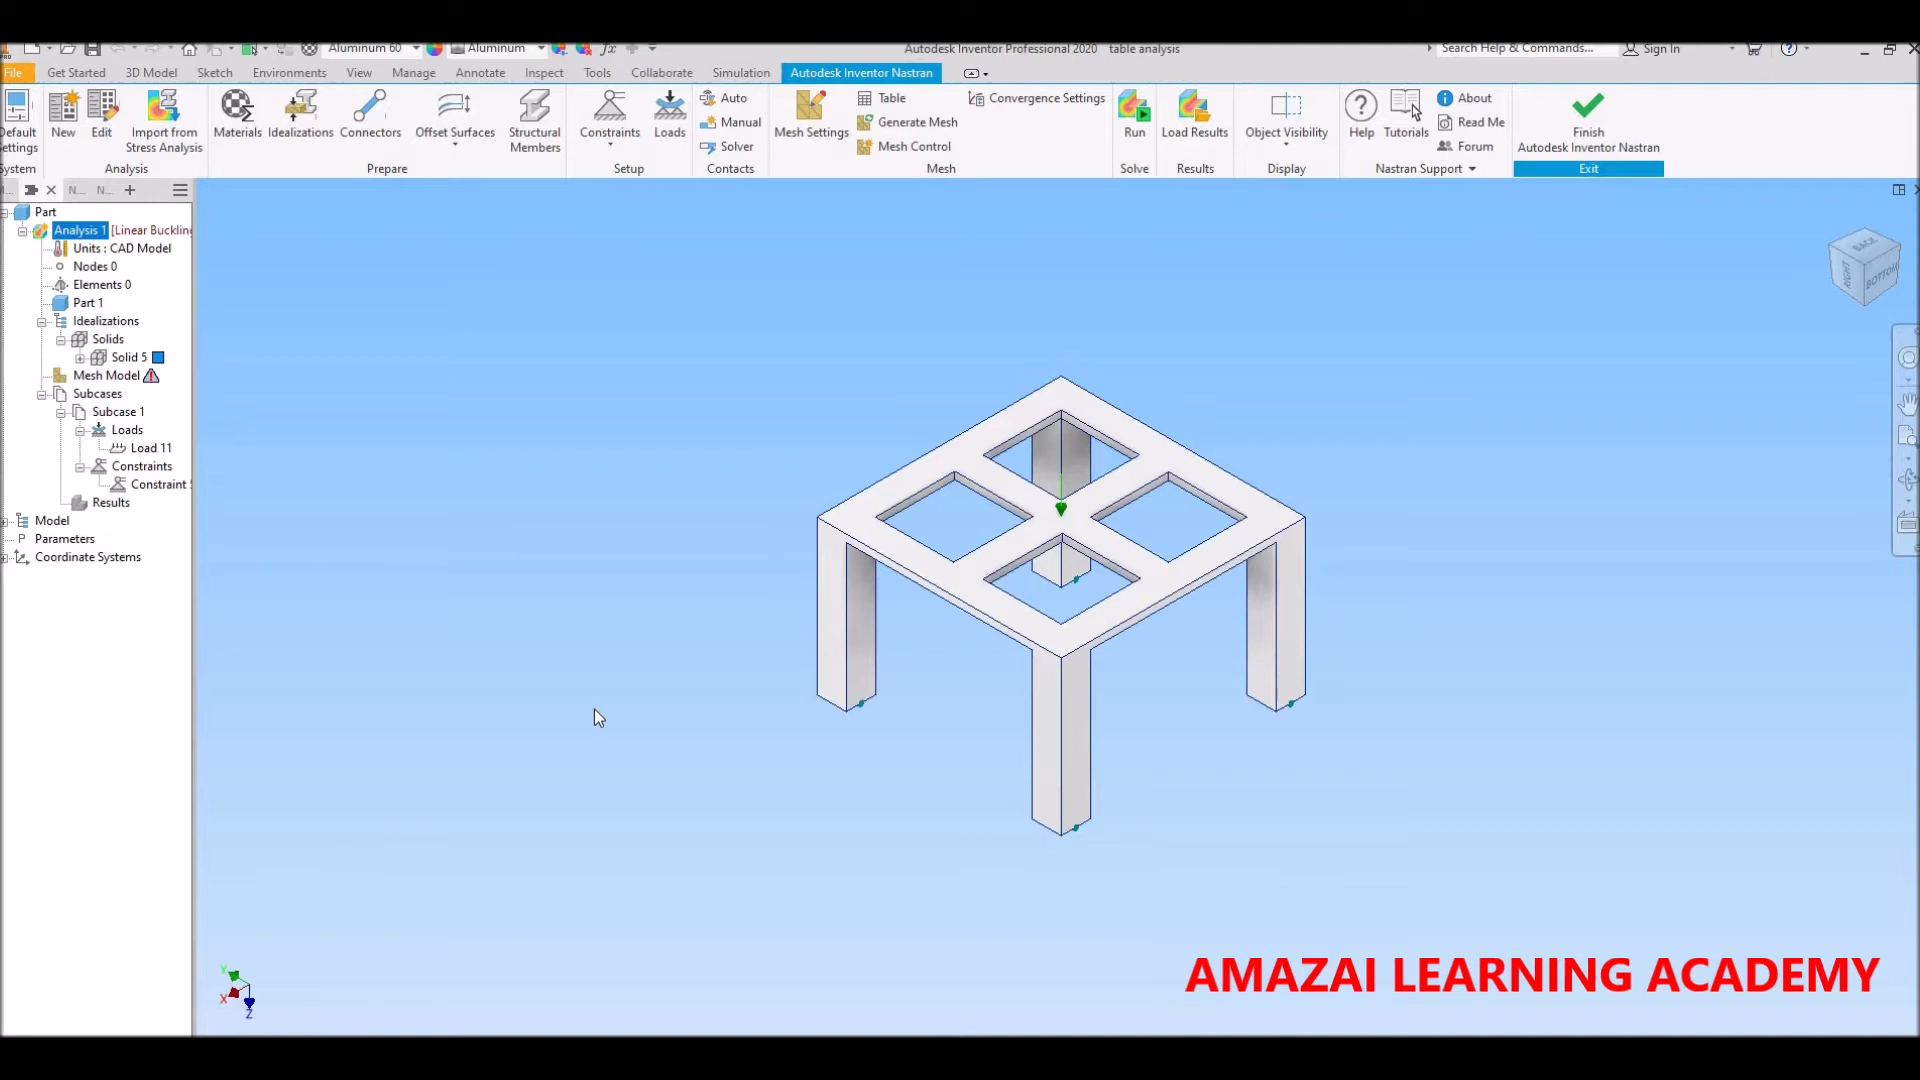 Aluminum 60 Aluminum fx Autodesk Inventor Professional 2020 table analysis Search Help & Commands... Sign In
File Get Started 3D Model Sketch Environments View Manage Annotate Inspect Tools Collaborate Simulation Autodesk Inventor Nastran
Default Settings New Edit Import from Stress Analysis Materials Idealizations Connectors Offset Surfaces Structural Members Constraints Loads
Auto
Manual
Solver
Mesh Settings
Table
Generate Mesh
Mesh Control
Convergence Settings
Run Load Results Object Visibility Help Tutorials
About
Read Me
Forum
Finish Autodesk Inventor Nastran
System Analysis Prepare Setup Contacts Mesh Solve Results Display Nastran Support Exit
N... N... +
Part
Analysis 1 [Linear Buckling
Units : CAD Model
Nodes 0
Elements 0
Part 1
Idealizations
Solids
Solid 5
Mesh Model
Subcases
Subcase 1
Loads
Load 11
Constraints
Constraint
Results
Model
P Parameters
Coordinate Systems
BACK
RIGHT
BOTTOM
Y
X
Z
AMAZAI LEARNING ACADEMY